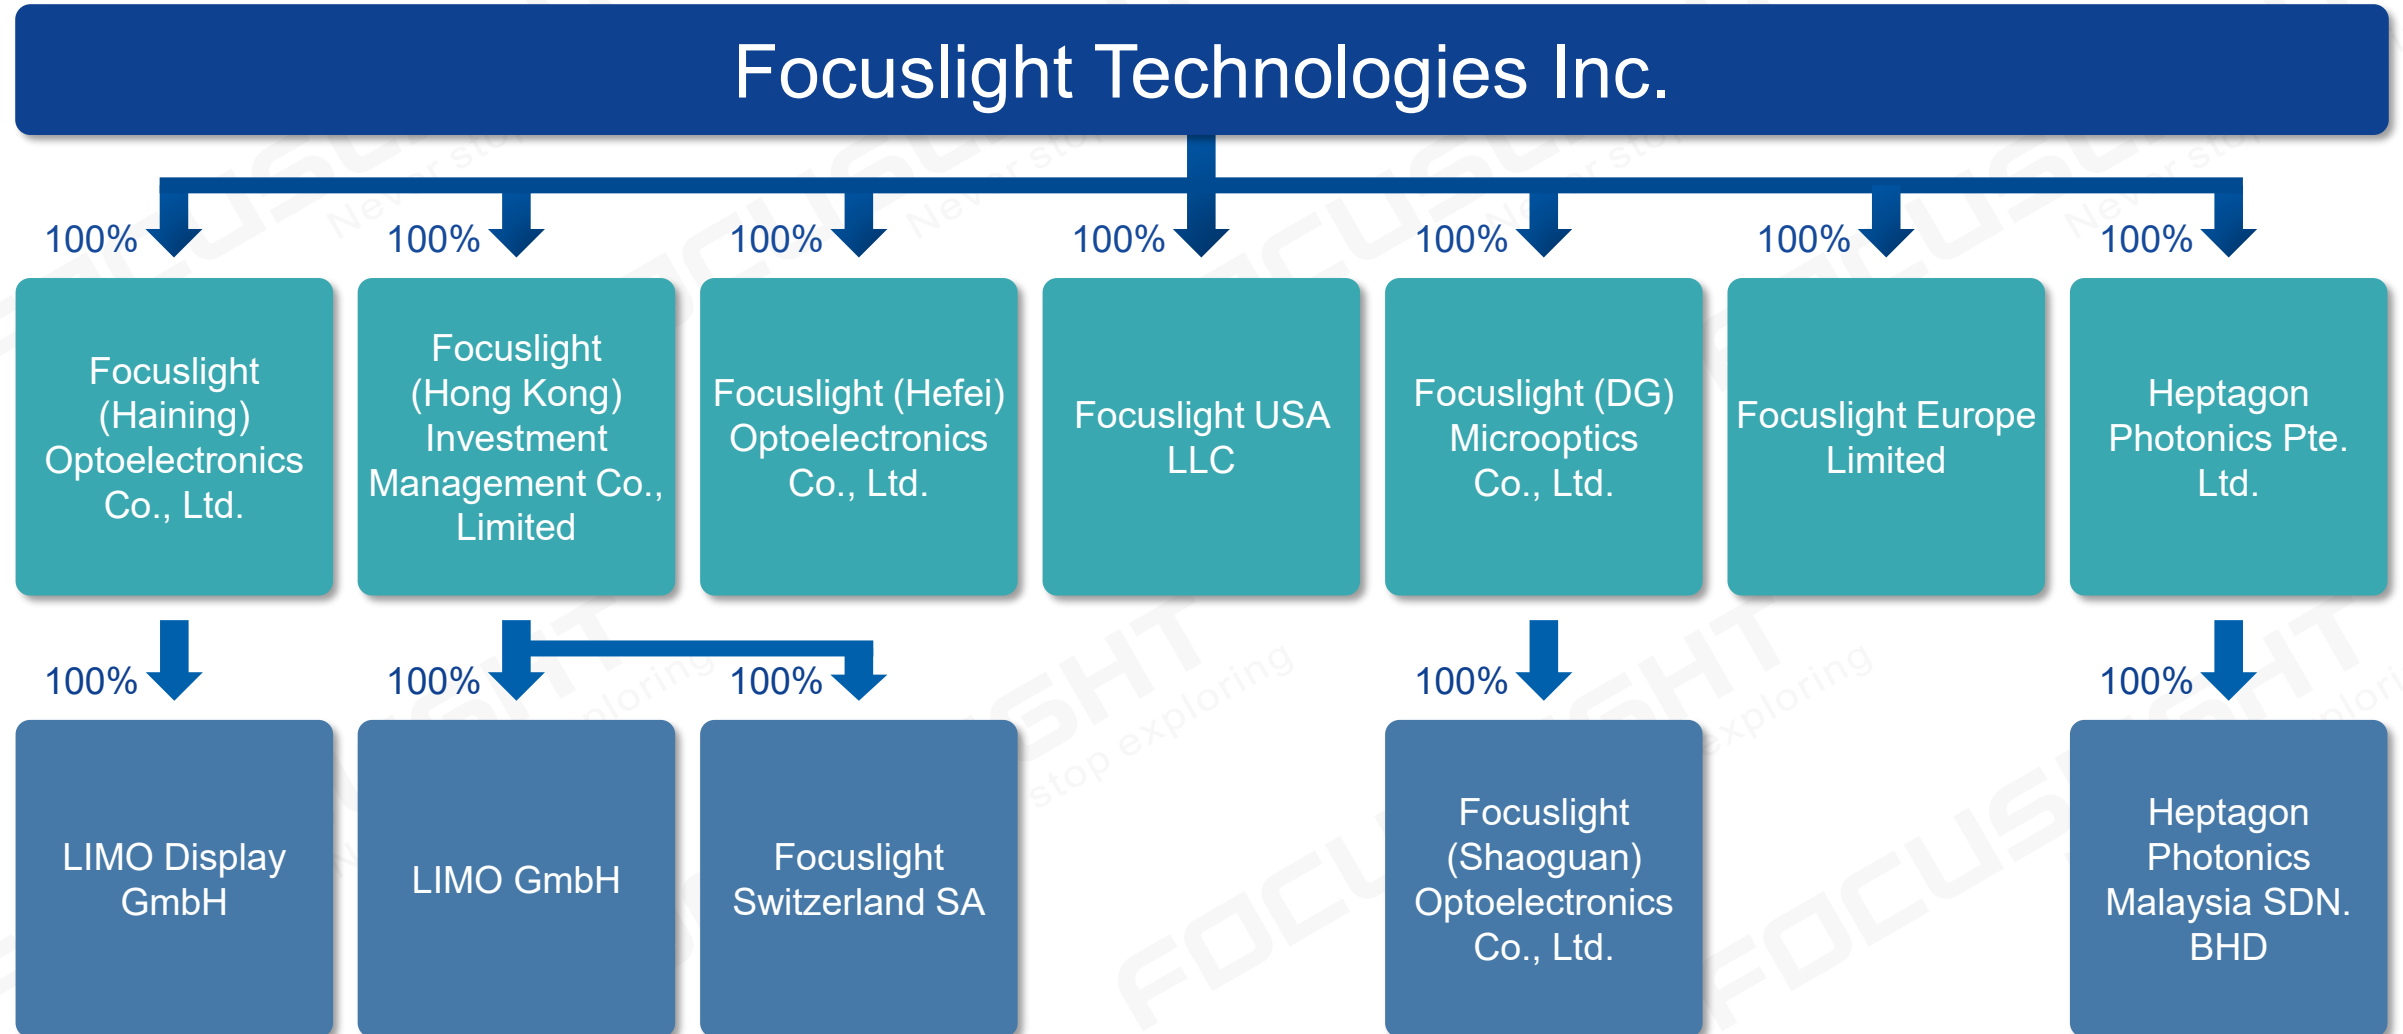 Focuslight Technologies Inc.
100%
100%
100%
100%
100%
100%
100%
Focuslight
(Haining)
Optoelectronics
Co., Ltd.
Focuslight
(Hong Kong)
Investment
Management Co.,
Limited
Focuslight (Hefei)
Optoelectronics
Co., Ltd.
Focuslight USA
LLC
Focuslight (DG)
Microoptics
Co., Ltd.
Focuslight Europe
Limited
Heptagon
Photonics Pte.
Ltd.
100%
100%
100%
100%
100%
LIMO Display
GmbH
LIMO GmbH
Focuslight
Switzerland SA
Focuslight
(Shaoguan)
Optoelectronics
Co., Ltd.
Heptagon
Photonics
Malaysia SDN.
BHD